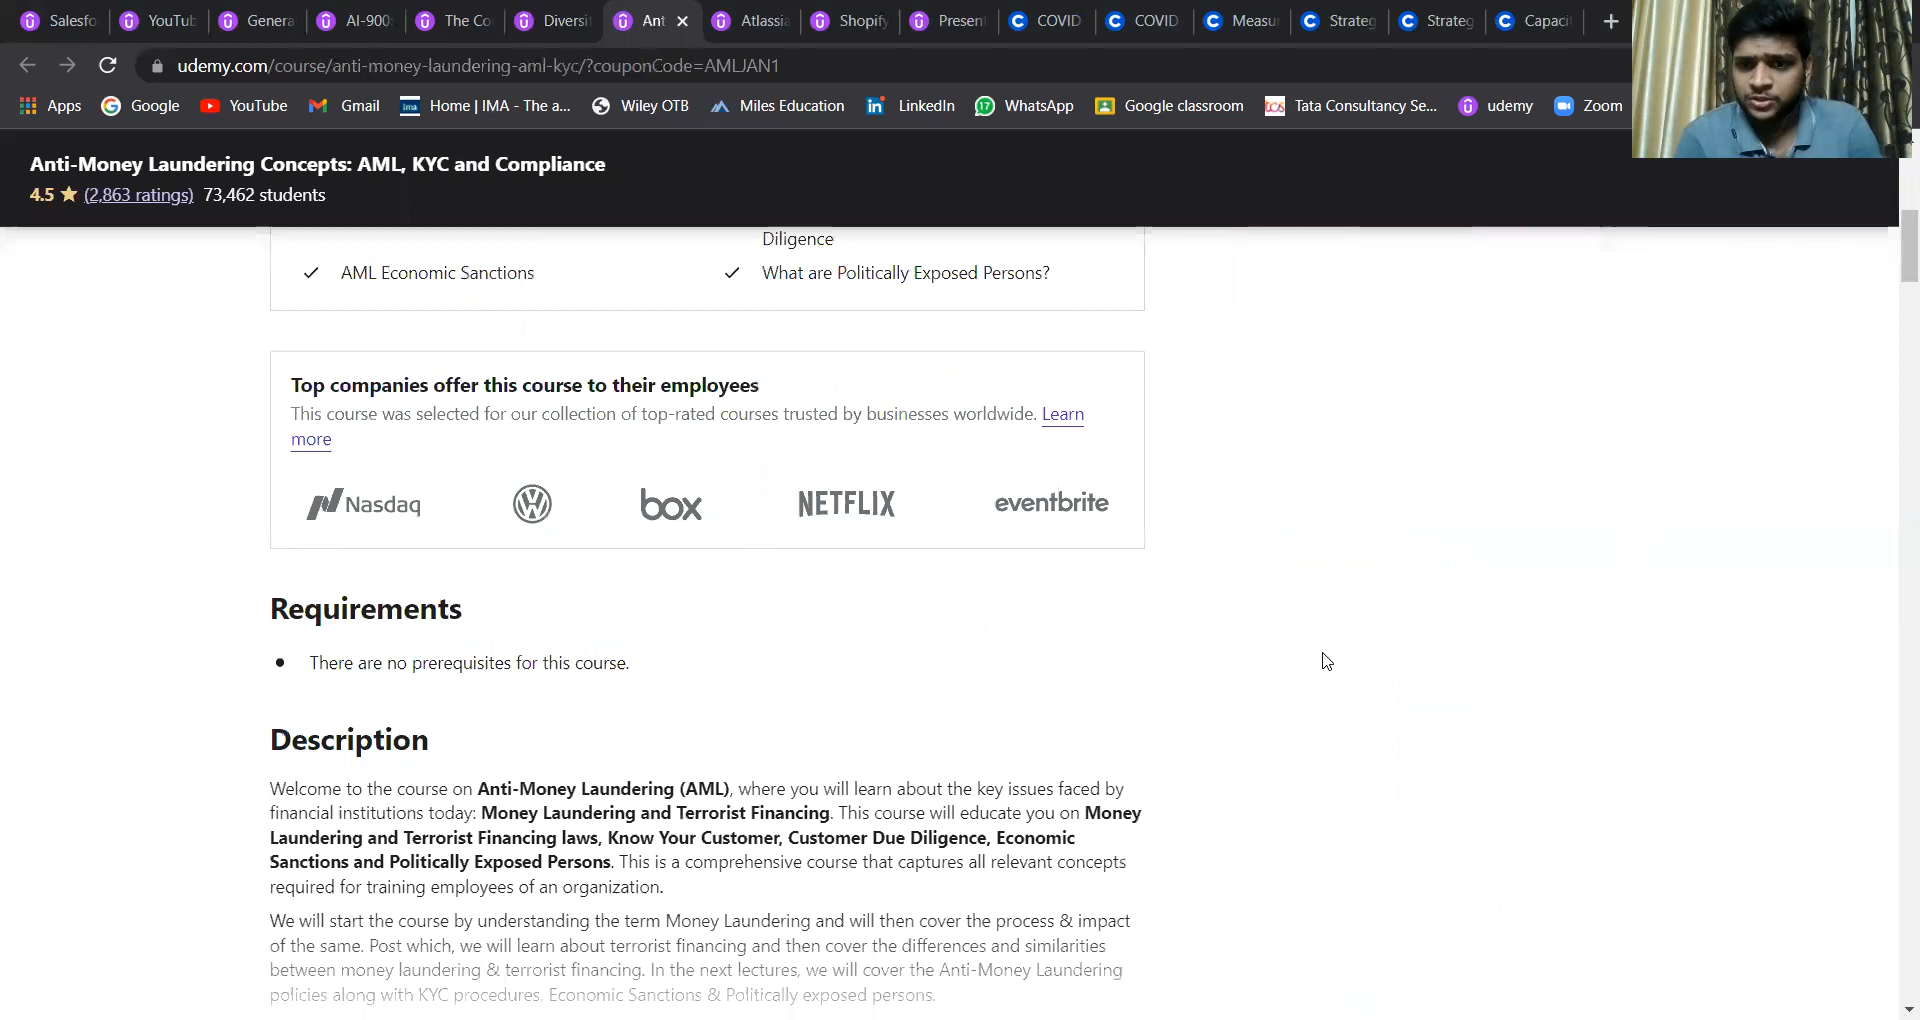 Salesfo YouTub Genera AI-900: The Co Diversit Ant Atlassia Shopify Present COVID COVID Measu Strateg Strateg Capacit
udemy.com/course/anti-money-laundering-aml-kyc/?couponCode=AMLJAN1
Apps Google YouTube Gmail Home | IMA - The a... Wiley OTB Miles Education LinkedIn 17 WhatsApp Google classroom Tata Consultancy Se... udemy Zoom
Anti-Money Laundering Concepts: AML, KYC and Compliance
4.5 (2,863 ratings) 73,462 students
Diligence
AML Economic Sanctions What are Politically Exposed Persons?
Top companies offer this course to their employees
This course was selected for our collection of top-rated courses trusted by businesses worldwide. Learn
more
Nasdaq box NETFLIX eventbrite
Requirements
There are no prerequisites for this course.
Description
Welcome to the course on Anti-Money Laundering (AML), where you will learn about the key issues faced by
financial institutions today: Money Laundering and Terrorist Financing. This course will educate you on Money
Laundering and Terrorist Financing laws, Know Your Customer, Customer Due Diligence, Economic
Sanctions and Politically Exposed Persons. This is a comprehensive course that captures all relevant concepts
required for training employees of an organization.
We will start the course by understanding the term Money Laundering and will then cover the process & impact
of the same. Post which, we will learn about terrorist financing and then cover the differences and similarities
between money laundering & terrorist financing. In the next lectures, we will cover the Anti-Money Laundering
policies along with KYC procedures, Economic Sanctions & Politically exposed persons.